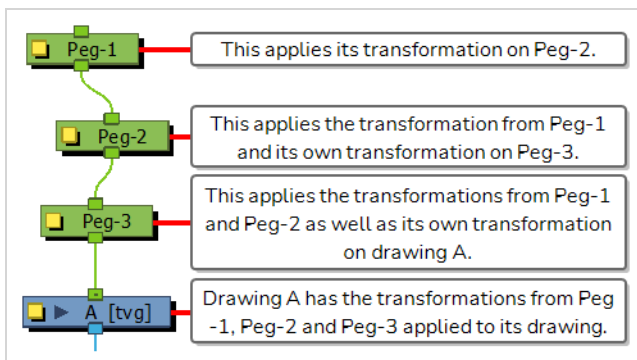 Peg-1
This applies its transformation on Peg-2.
Peg-2
This applies the transformation from Peg-1
and its own transformation on Peg-3.
Peg-3
This applies the transformations from Peg-1
and Peg-2 as well as its own transformation
on drawing A.
A [tvg]
Drawing A has the transformations from Peg
-1, Peg-2 and Peg-3 applied to its drawing.